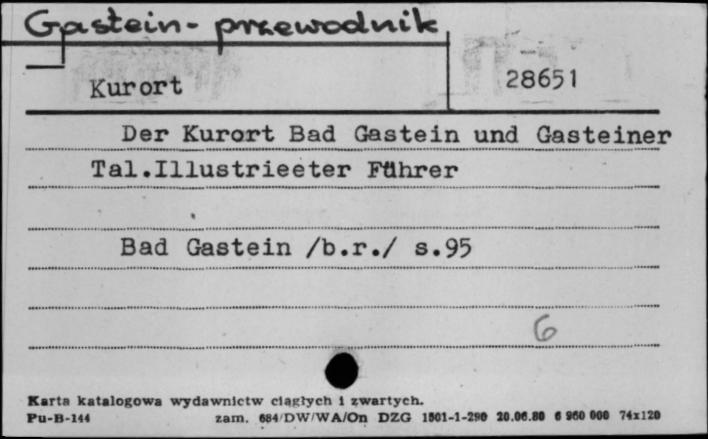 Gastein - przewodnik
Kurort 28651
Der Kurort Bad Gastein und Gasteiner
Tal.Illustrieeter Führer
Bad Gastein /b.r./ s.95
6
Karta katalogowa wydawnictw ciągłych i zwartych.
Pu-B-144 zam. 684/DW/WA/On DZG 1501-1-290 20.06.80 6 960 000 74x120